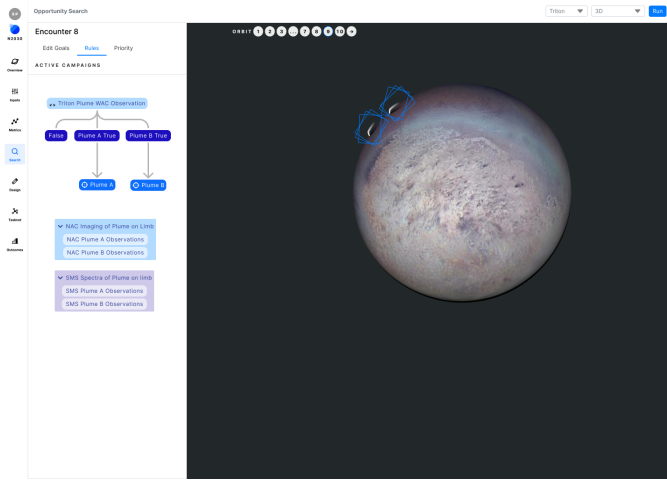 Opportunity Search
Triton
3D
Run
N2030
Overview
Inputs
Metrics
Search
Design
Tasknet
Outcomes
Encounter 8
Edit Goals Rules Priority
ACTIVE CAMPAIGNS
Triton Plume WAC Observation
False Plume A True Plume B True
Plume A Plume B
NAC Imaging of Plume on Limb
NAC Plume A Observations
NAC Plume B Observations
SMS Spectra of Plume on limb
SMS Plume A Observations
SMS Plume B Observations
ORBIT 1 2 3 ... 7 8 9 10